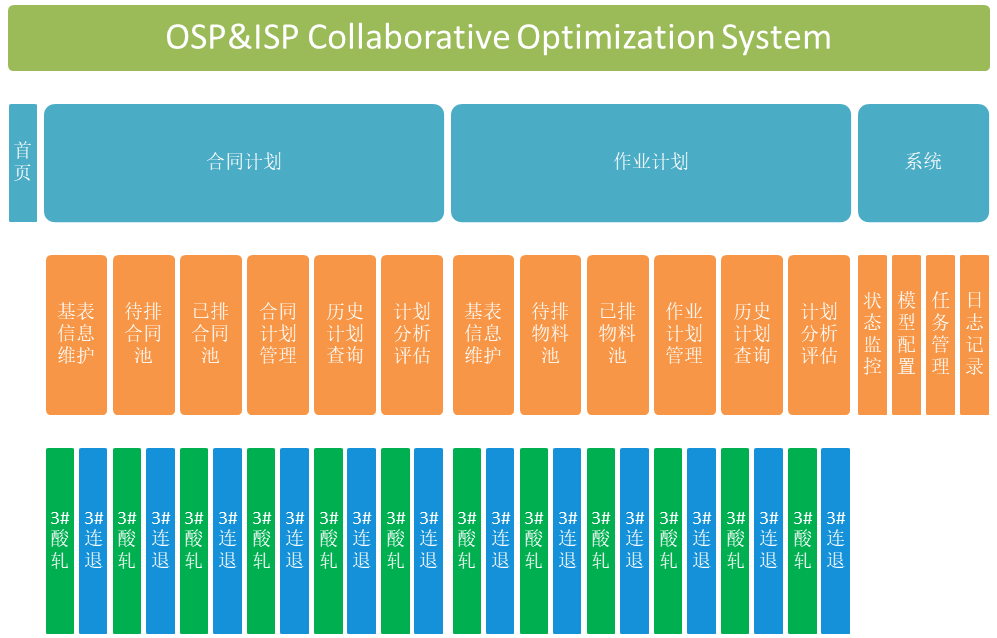 OSP&ISP Collaborative Optimization System
首
页
合同计划
作业计划
系统
基表
信息
维护
待排
合同
池
已排
合同
池
合同
计划
管理
历史
计划
查询
计划
分析
评估
基表
信息
维护
待排
物料
池
已排
物料
池
作业
计划
管理
历史
计划
查询
计划
分析
评估
状
态
监
控
模
型
配
置
任
务
管
理
日
志
记
录
3#
酸
轧
3#
连
退
3#
酸
轧
3#
连
退
3#
酸
轧
3#
连
退
3#
酸
轧
3#
连
退
3#
酸
轧
3#
连
退
3#
酸
轧
3#
连
退
3#
酸
轧
3#
连
退
3#
酸
轧
3#
连
退
3#
酸
轧
3#
连
退
3#
酸
轧
3#
连
退
3#
酸
轧
3#
连
退
3#
酸
轧
3#
连
退